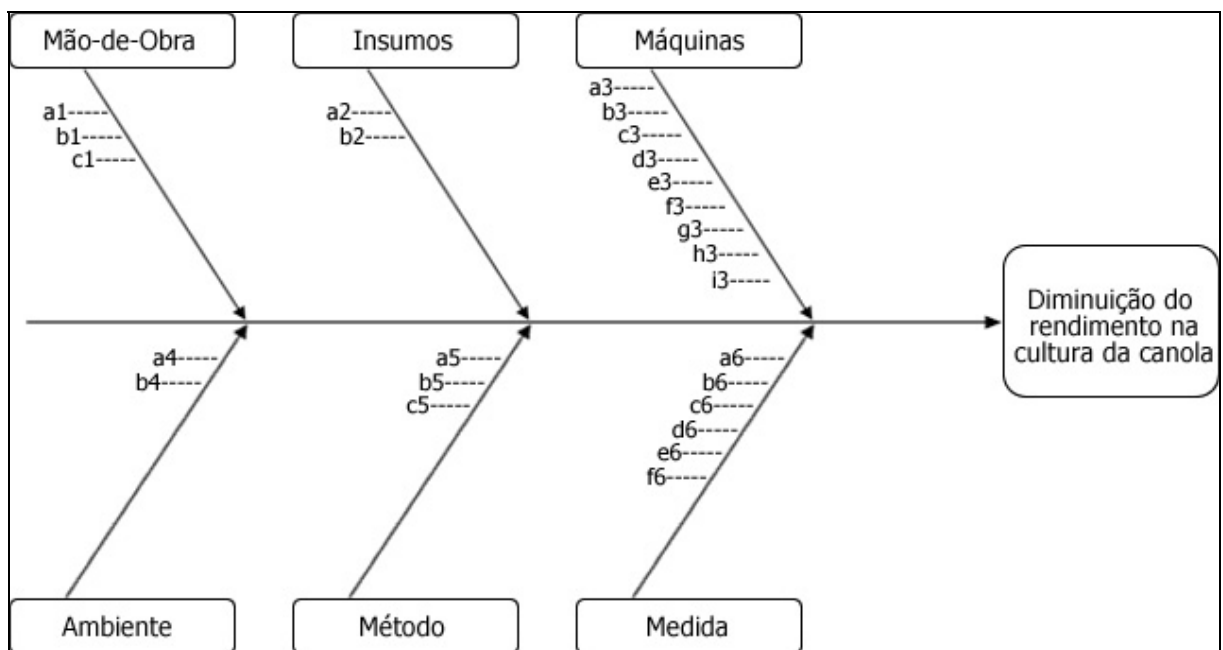 Mão-de-Obra
a1-----
b1-----
c1-----
Insumos
a2-----
b2-----
Máquinas
a3-----
b3-----
c3-----
d3-----
e3-----
f3-----
g3-----
h3-----
i3-----
Diminuição do
rendimento na
cultura da canola
a4-----
b4-----
Ambiente
a5-----
b5-----
c5-----
Método
a6-----
b6-----
c6-----
d6-----
e6-----
f6-----
Medida